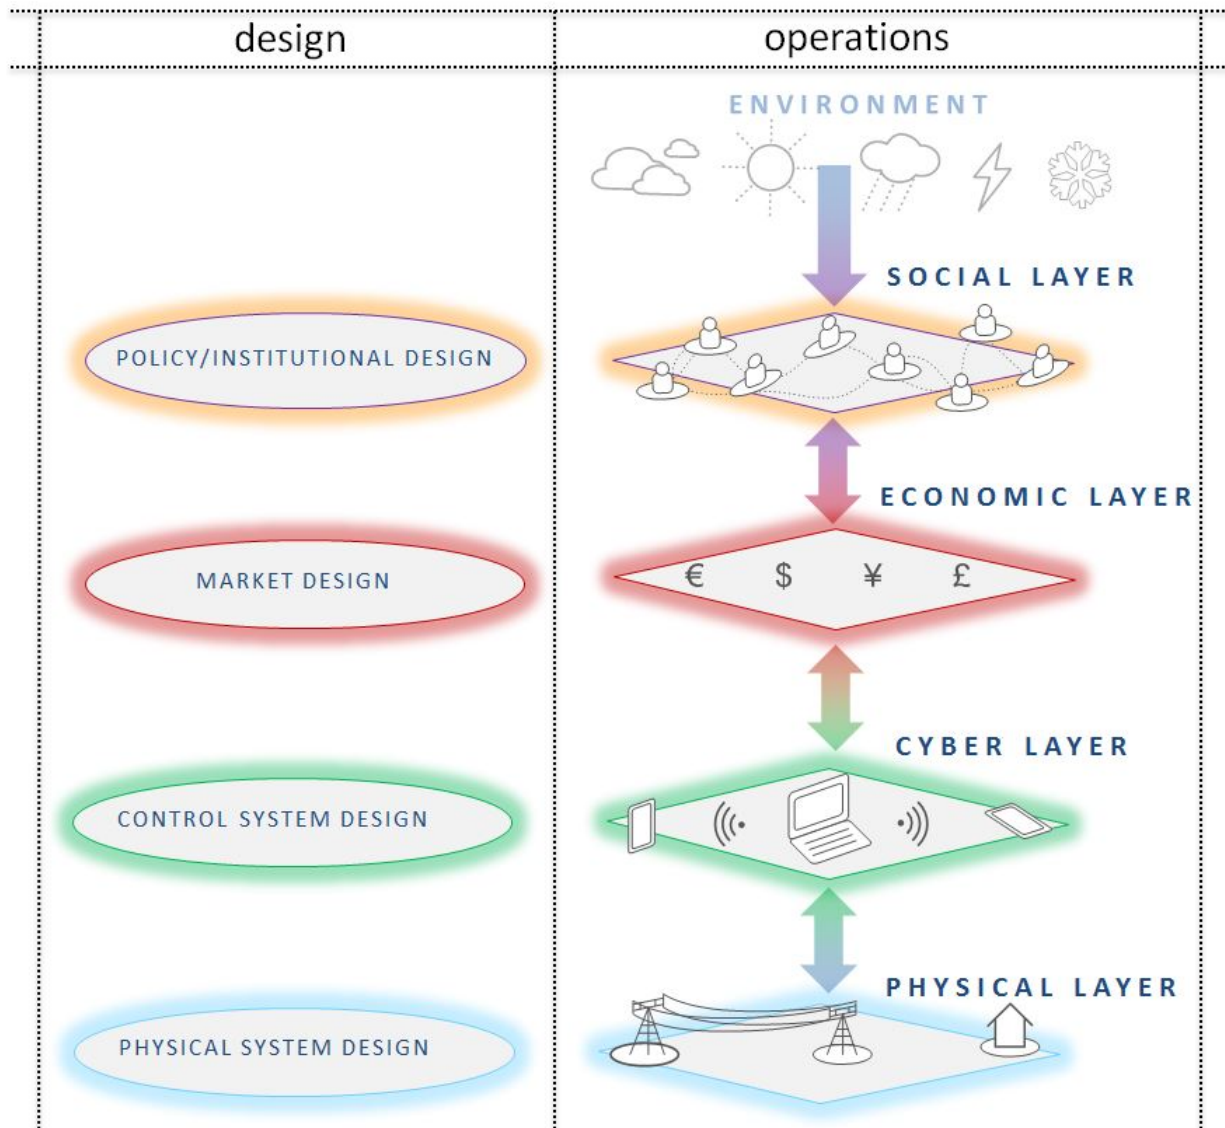 design
operations
ENVIRONMENT
SOCIAL LAYER
POLICY/INSTITUTIONAL DESIGN
ECONOMIC LAYER
MARKET DESIGN
€ $ ¥ £
CYBER LAYER
CONTROL SYSTEM DESIGN
PHYSICAL LAYER
PHYSICAL SYSTEM DESIGN